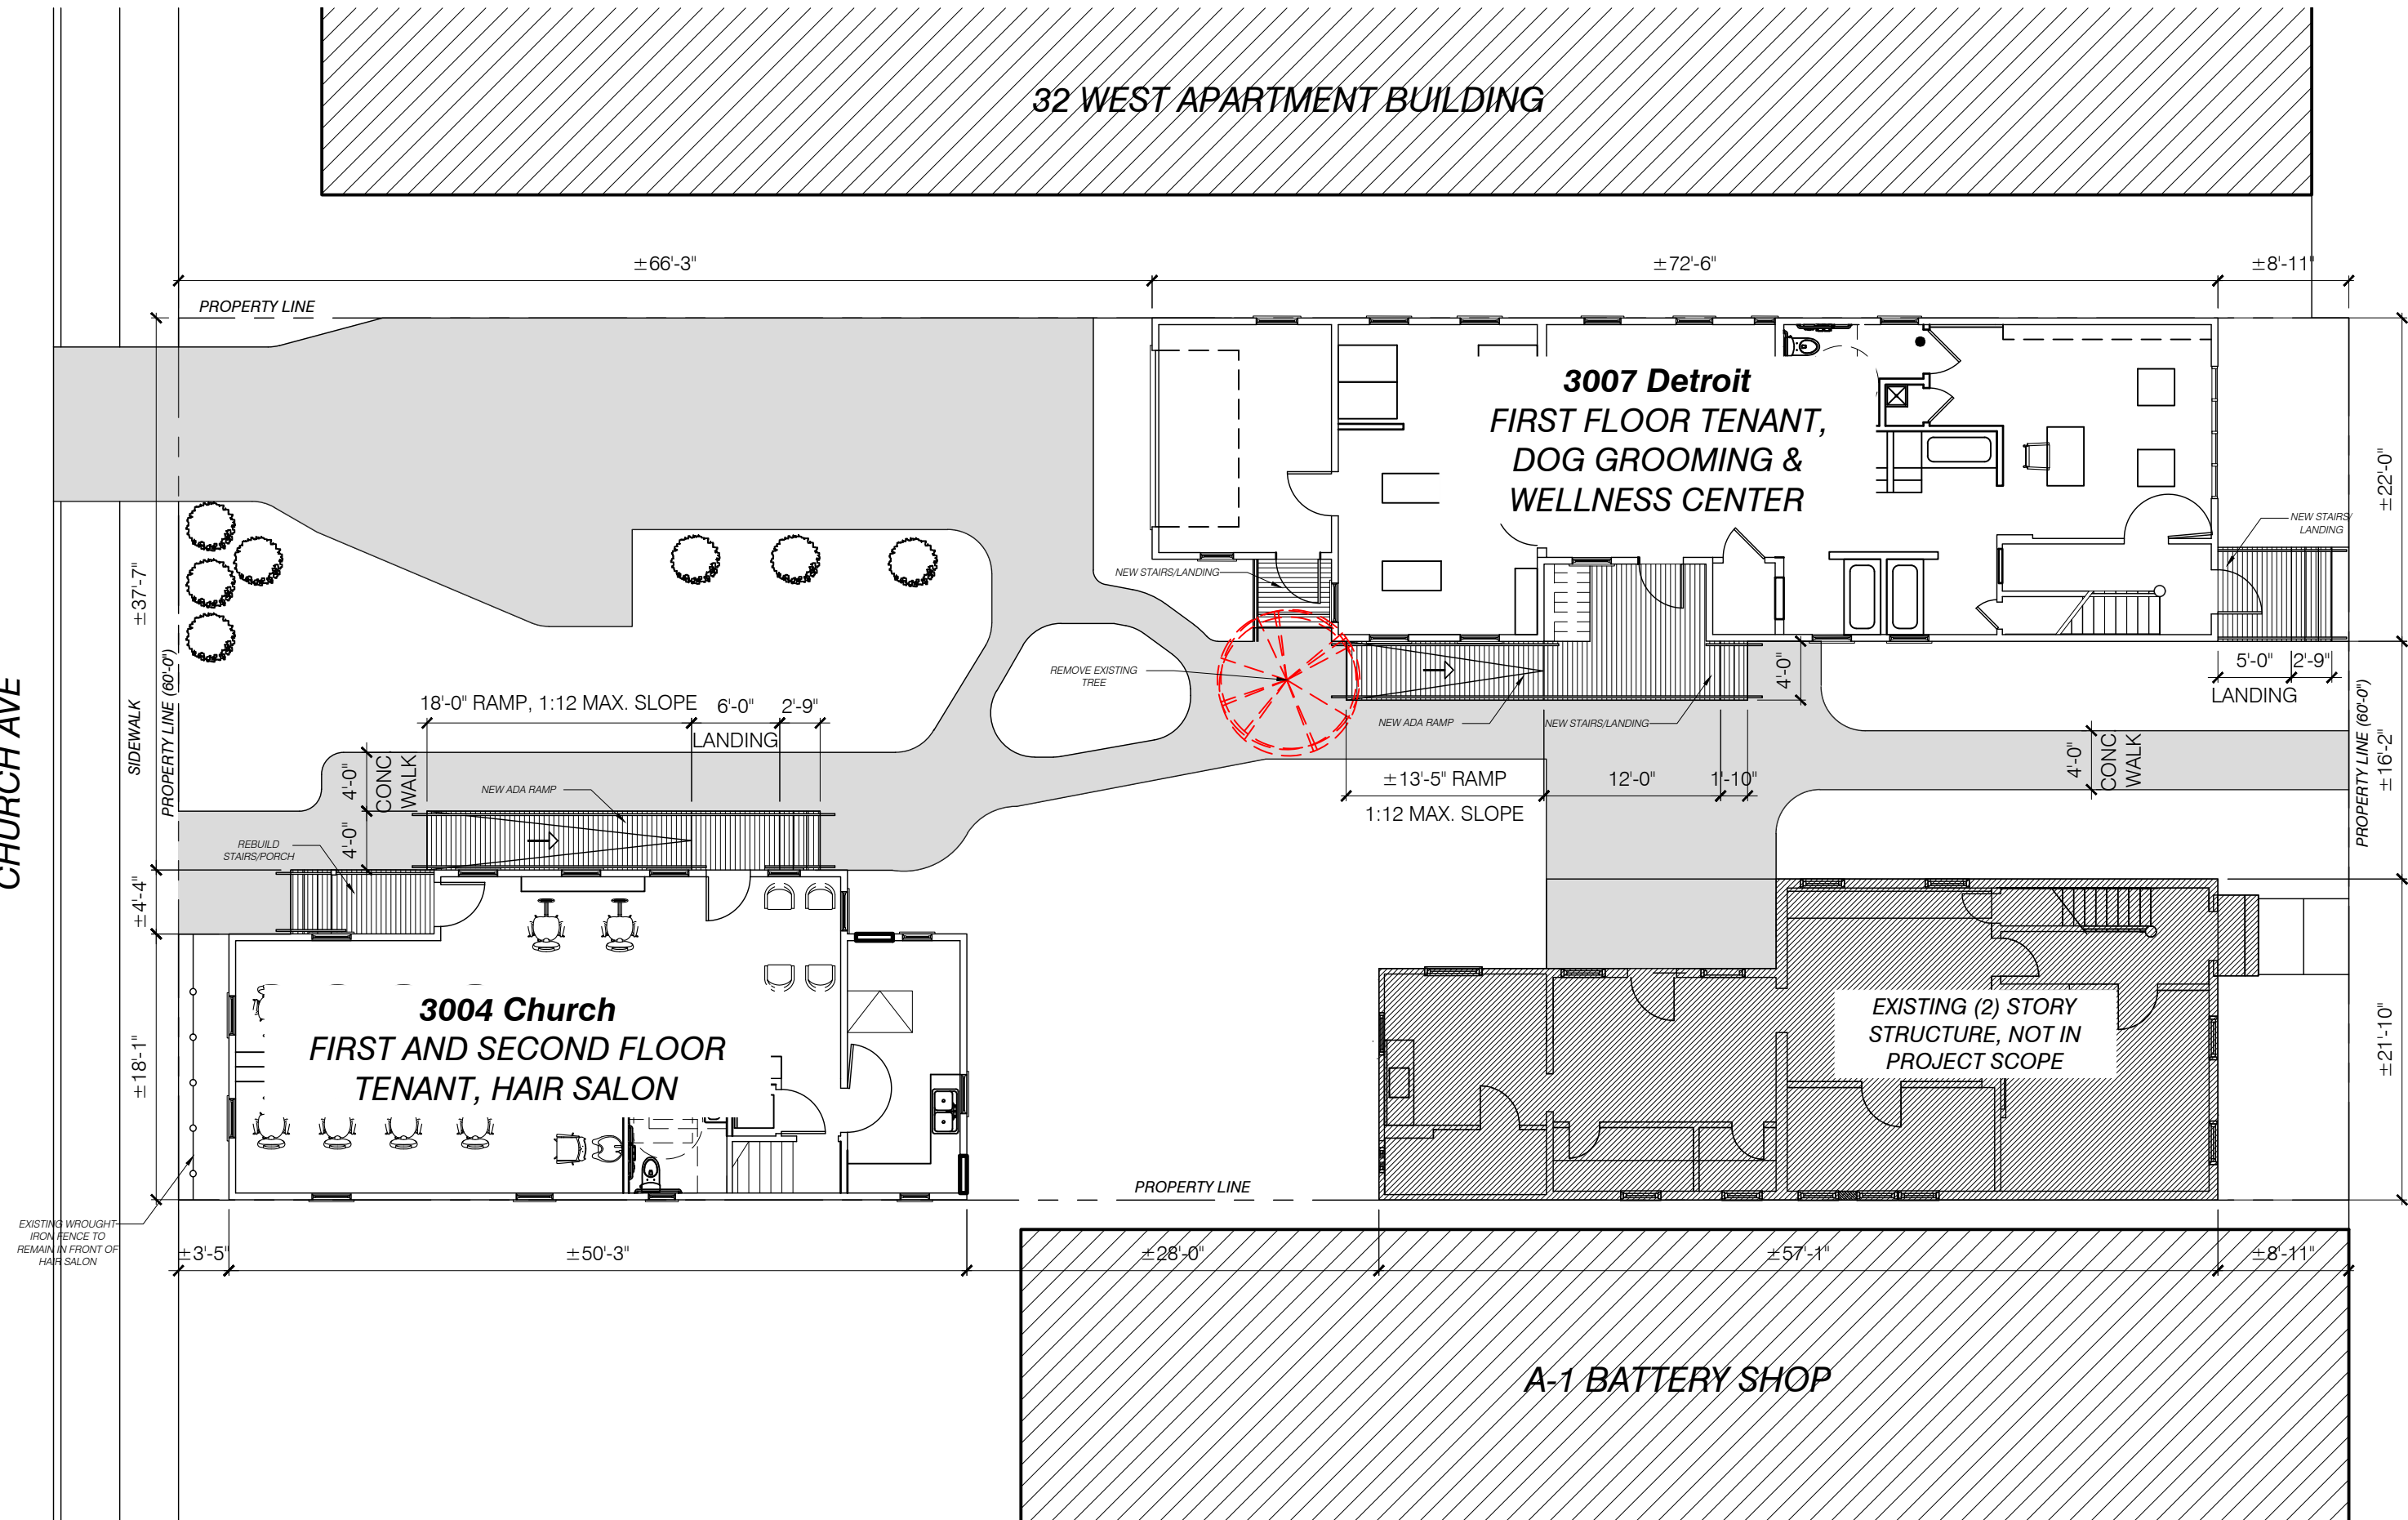 32 WEST APARTMENT BUILDING
±66'-3"
±72'-6"
±8'-11"
PROPERTY LINE
3007 Detroit
FIRST FLOOR TENANT,
DOG GROOMING &
WELLNESS CENTER
±22'-0"
NEW STAIRS/
LANDING
NEW STAIRS/LANDING
±37'-7"
REMOVE EXISTING
TREE
4'-0"
5'-0"
2'-9"
LANDING
CHURCH AVE
SIDEWALK
PROPERTY LINE (60'-0")
18'-0" RAMP, 1:12 MAX. SLOPE
6'-0"
2'-9"
LANDING
NEW ADA RAMP
NEW STAIRS/LANDING
4'-0"
CONC.
WALK
NEW ADA RAMP
±13'-5" RAMP
1:12 MAX. SLOPE
12'-0"
1'-10"
4'-0"
CONC.
WALK
±16'-2"
PROPERTY LINE (60'-0")
4'-0"
REBUILD
STAIRS/PORCH
±4'-4"
3004 Church
FIRST AND SECOND FLOOR
TENANT, HAIR SALON
±18'-1"
EXISTING (2) STORY
STRUCTURE, NOT IN
PROJECT SCOPE
±21'-10"
PROPERTY LINE
EXISTING WROUGHT
IRON FENCE TO
REMAIN IN FRONT OF
HAIR SALON
±3'-5"
±50'-3"
±28'-0"
±57'-1"
±8'-11"
A-1 BATTERY SHOP